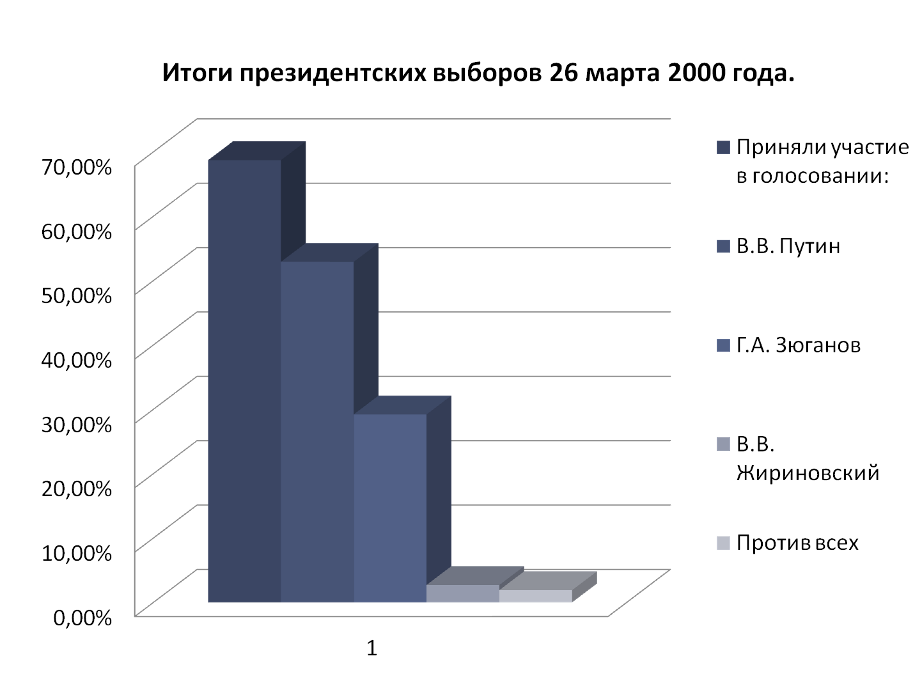 Итоги президентских выборов 26 марта 2000 года.
70,00%
60,00%
50,00%
40,00%
30,00%
20,00%
10,00%
0,00%
1
Приняли участие
в голосовании:
В.В. Путин
Г.А. Зюганов
В.В.
Жириновский
Против всех